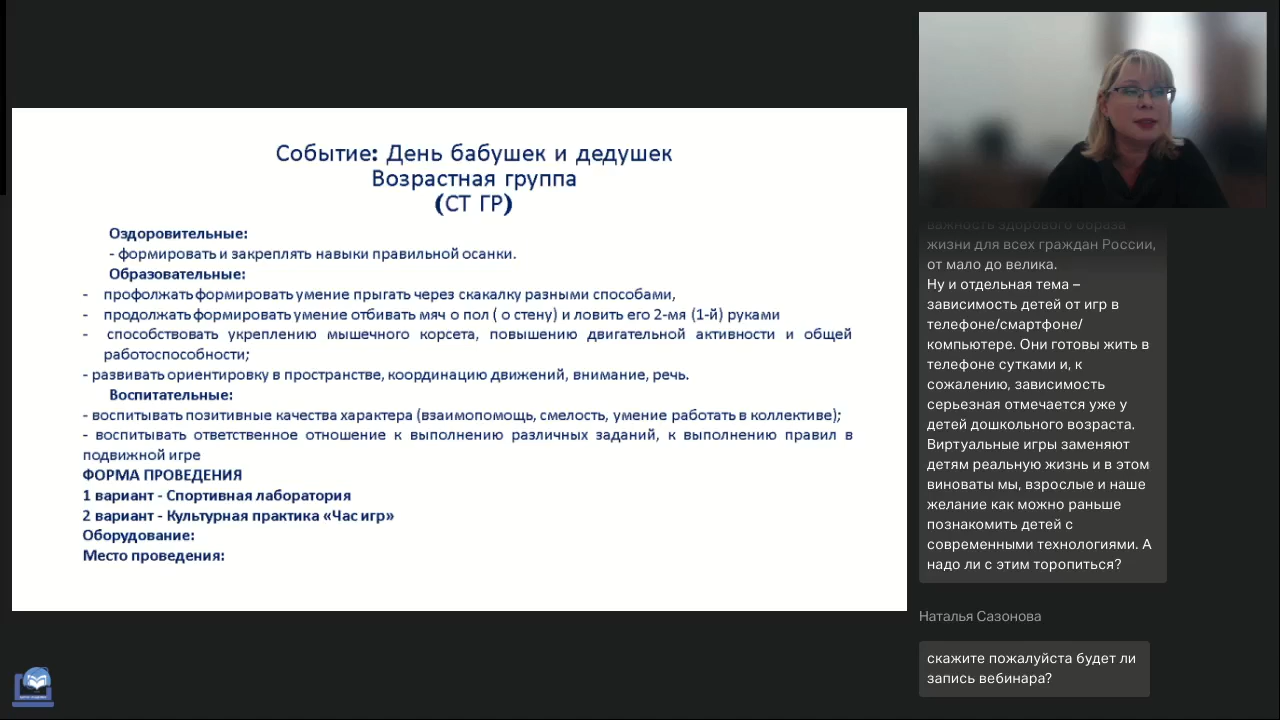 Событие: День бабушек и дедушек
Возрастная группа
(СТ ГР)
Оздоровительные:
- формировать и закреплять навыки правильной осанки.
Образовательные:
- профолжать формировать умение прыгать через скакалку разными способами,
- продолжать формировать умение отбивать мяч о пол ( о стену) и ловить его 2-мя (1-й) руками
- способствовать укреплению мышечного корсета, повышению двигательной активности и общей
работоспособности;
- развивать ориентировку в пространстве, координацию движений, внимание, речь.
Воспитательные:
- воспитывать позитивные качества характера (взаимопомощь, смелость, умение работать в коллективе);
- воспитывать ответственное отношение к выполнению различных заданий, к выполнению правил в
подвижной игре
ФОРМА ПРОВЕДЕНИЯ
1 вариант - Спортивная лаборатория
2 вариант - Культурная практика «Час игр»
Оборудование:
Место проведения:
важность здорового образа
жизни для всех граждан России,
от мало до велика.
Ну и отдельная тема –
зависимость детей от игр в
телефоне/смартфоне/
компьютере. Они готовы жить в
телефоне сутками и, к
сожалению, зависимость
серьезная отмечается уже у
детей дошкольного возраста.
Виртуальные игры заменяют
детям реальную жизнь и в этом
виноваты мы, взрослые и наше
желание как можно раньше
познакомить детей с
современными технологиями. А
надо ли с этим торопиться?
Наталья Сазонова
скажите пожалуйста будет ли
запись вебинара?